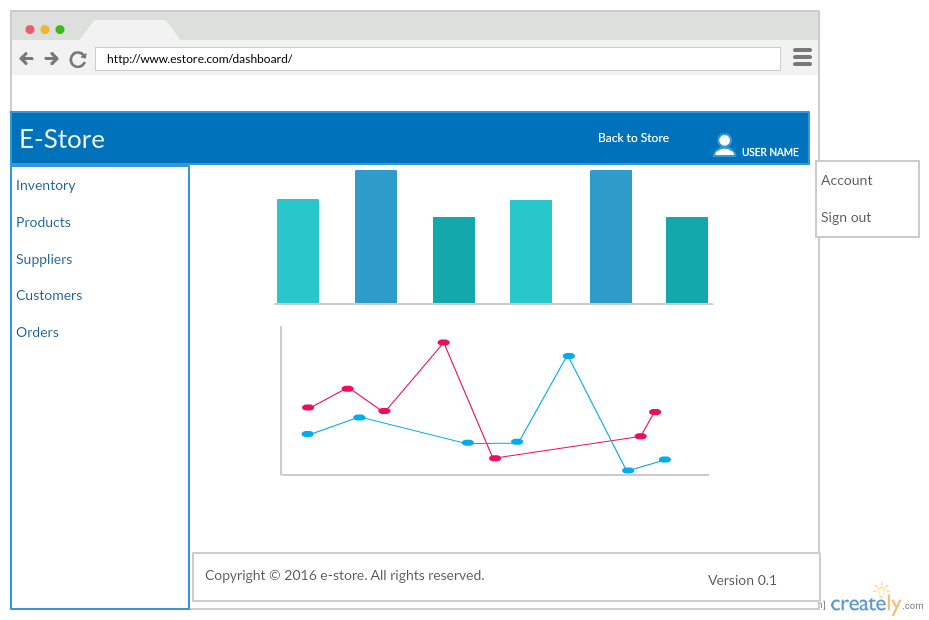 http://www.estore.com/dashboard/
E-Store
Back to Store
USER NAME
Account
Sign out
Inventory
Products
Suppliers
Customers
Orders
Copyright © 2016 e-store. All rights reserved.
Version 0.1
creately.com